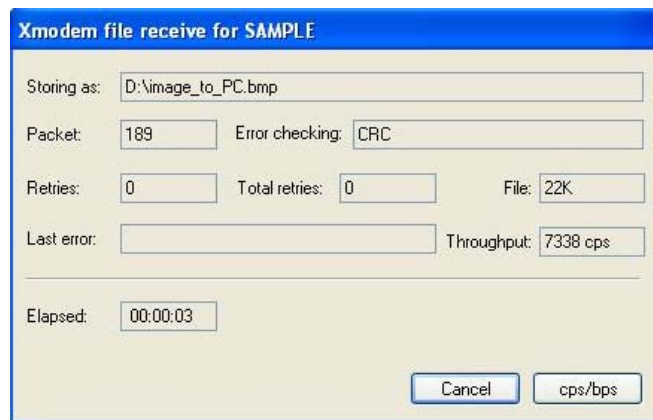 Xmodem file receive for SAMPLE
Storing as: D:\image_to_PC.bmp
Packet: 189 Error checking: CRC
Retries: 0 Total retries: 0 File: 22K
Last error: Throughput: 7338 cps
Elapsed: 00:00:03
Cancel cps/bps